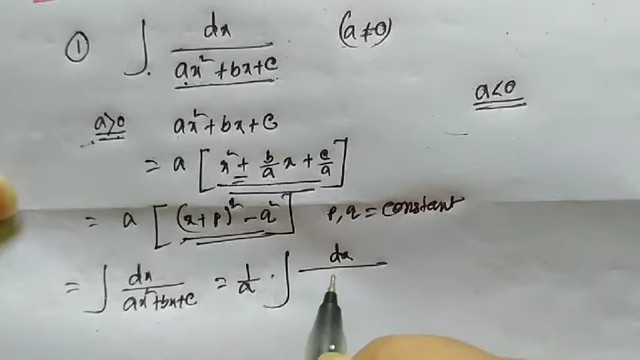 ① ∫ dx / (ax² + bx + c) (a ≠ 0)
a<0
a>0 ax² + bx + c
= a [x² + b/a x + c/a]
= a [(x+p)² - q²] p, q = constant
= ∫ dx / (ax² + bx + c) = 1/a · ∫ dx